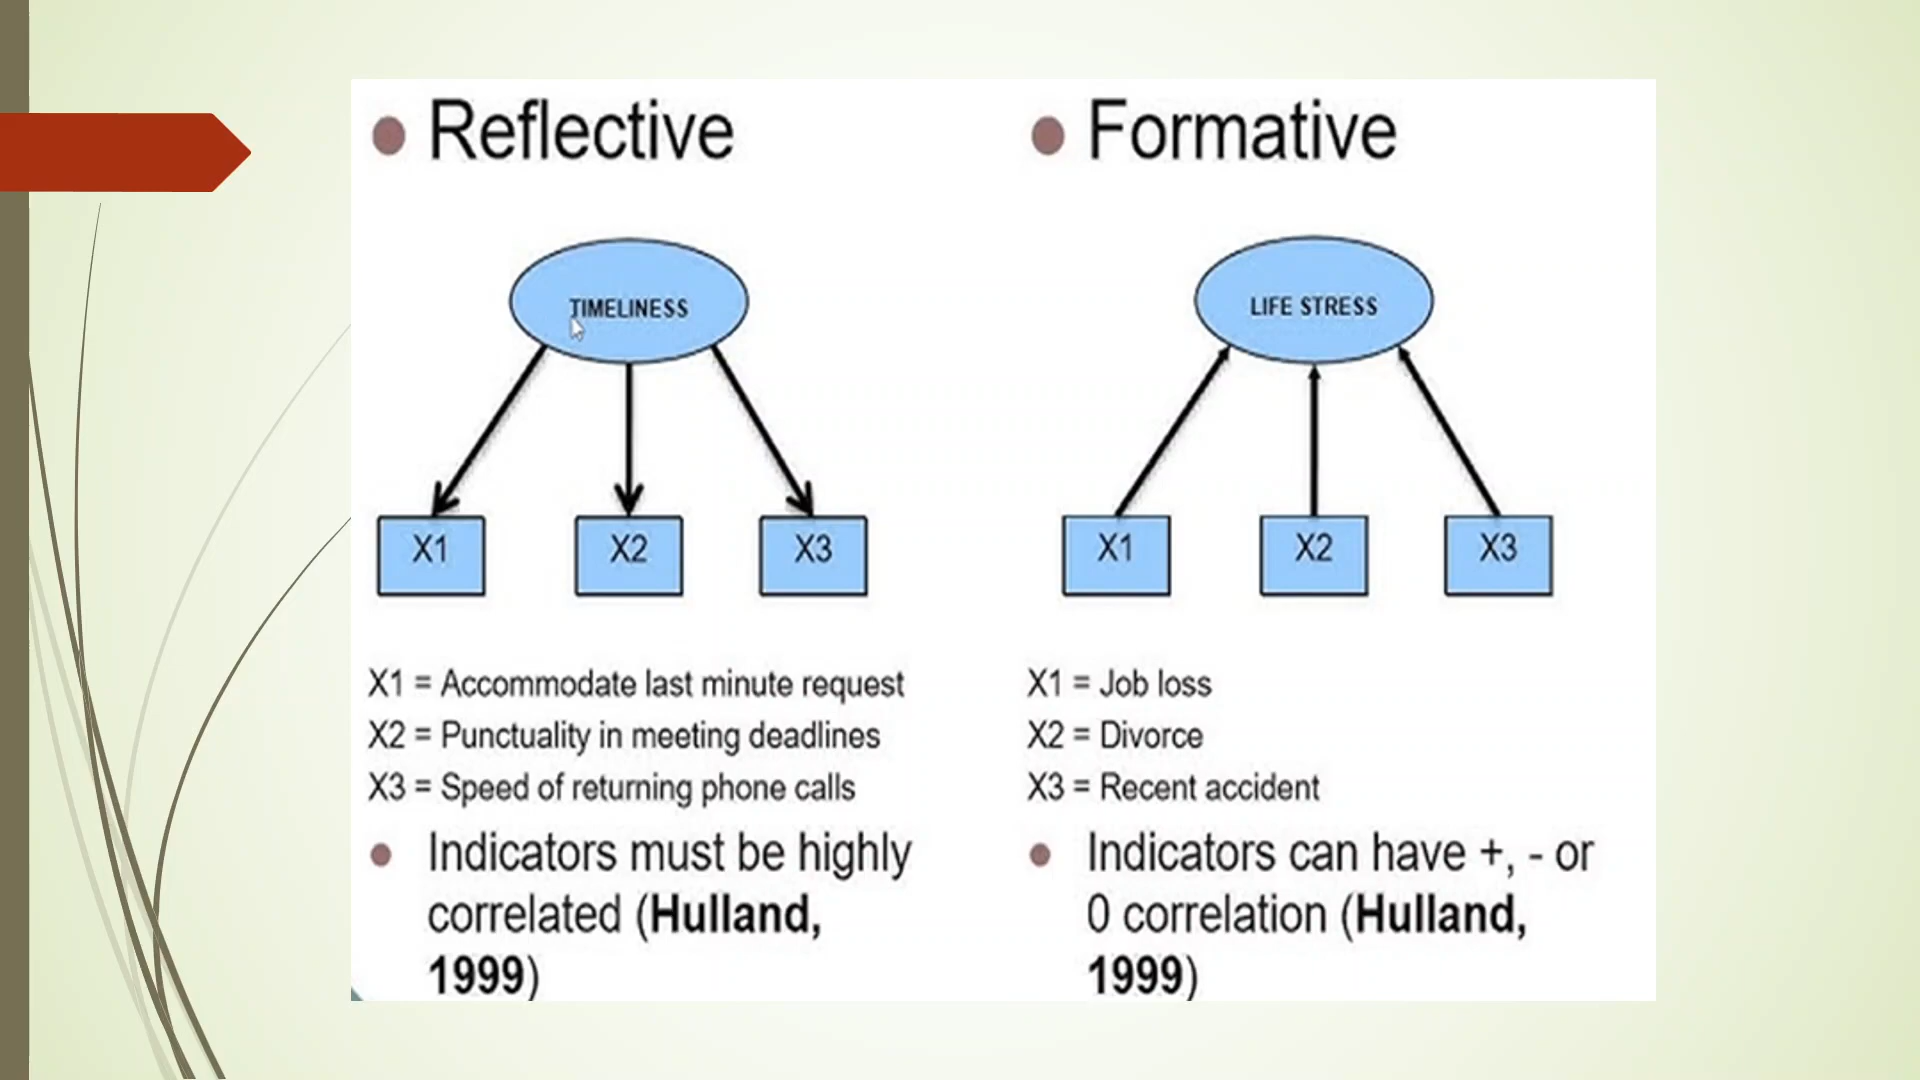 Reflective
TIMELINESS
X1
X2
X3
X1 = Accommodate last minute request
X2 = Punctuality in meeting deadlines
X3 = Speed of returning phone calls
Indicators must be highly
correlated (Hulland,
1999)
Formative
LIFE STRESS
X1
X2
X3
X1 = Job loss
X2 = Divorce
X3 = Recent accident
Indicators can have +, - or
0 correlation (Hulland,
1999)